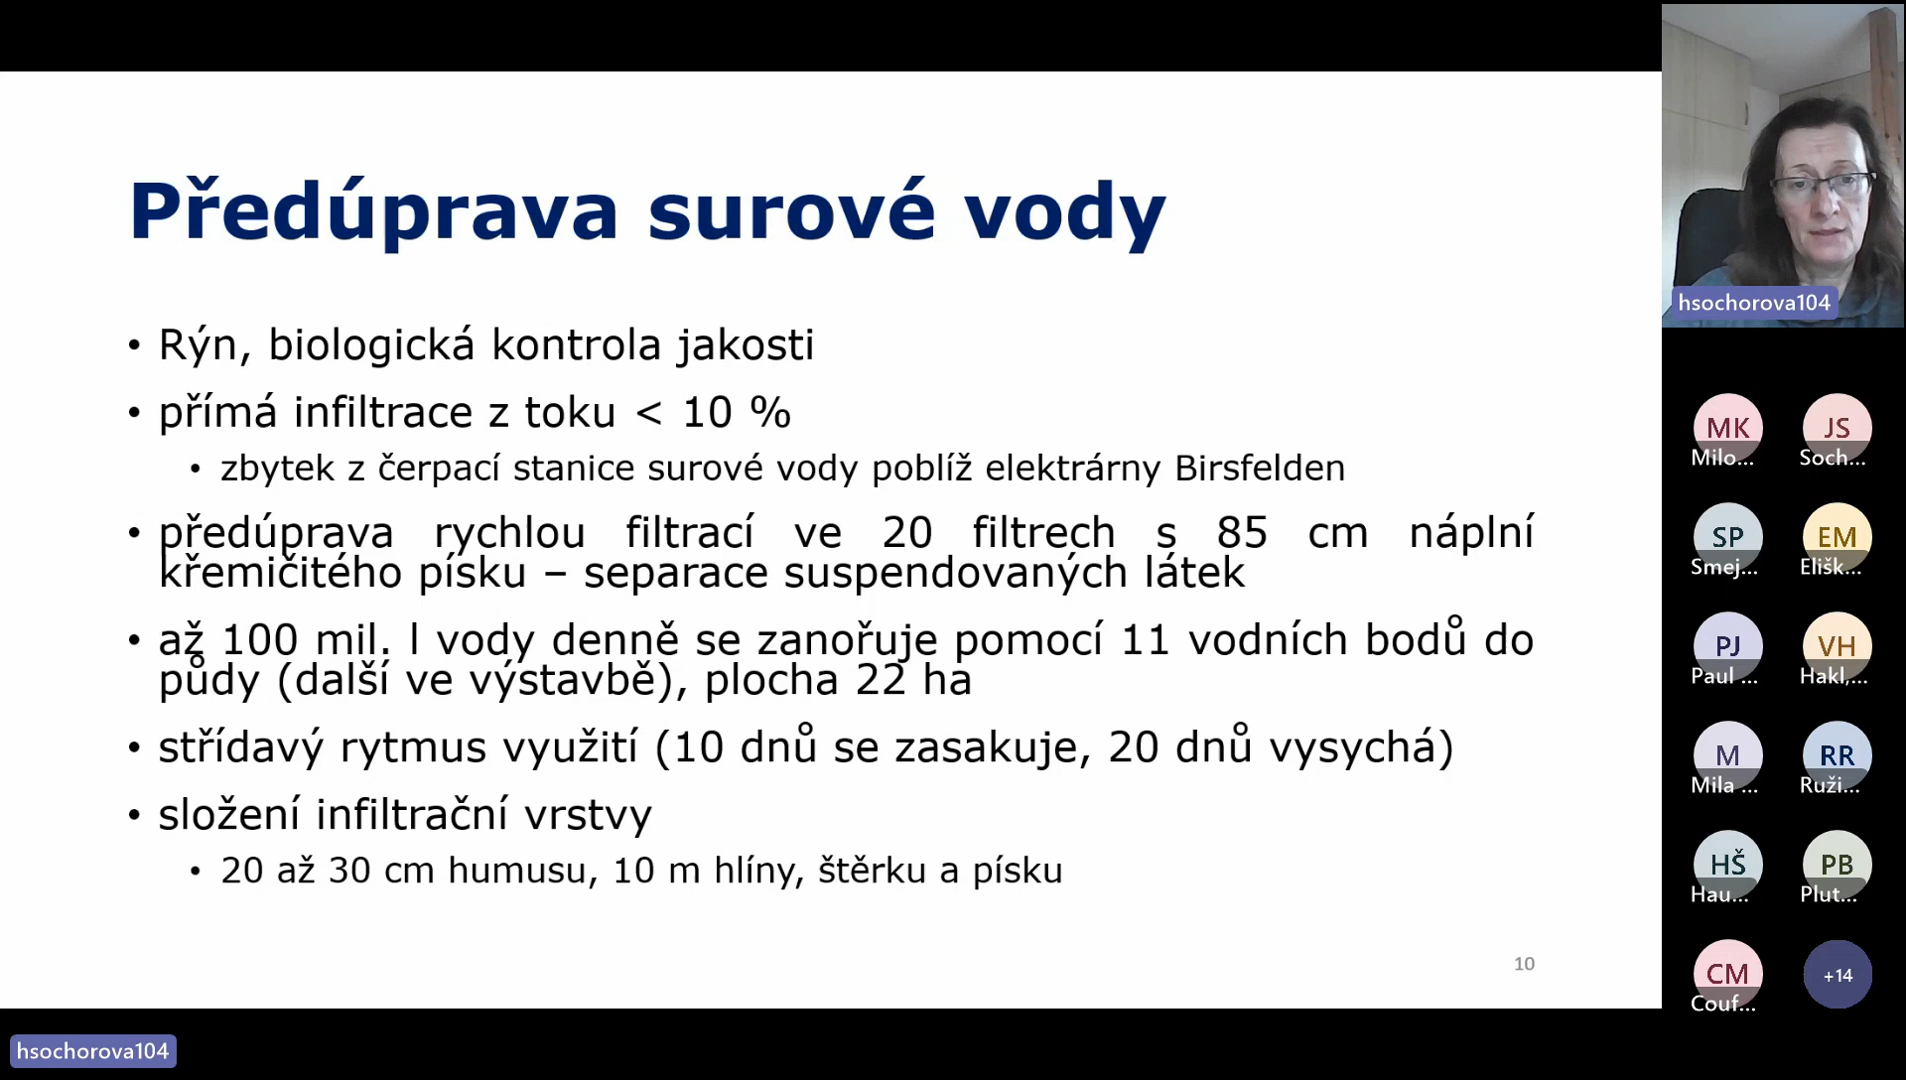 Předúprava surové vody
• Rýn, biologická kontrola jakosti
• přímá infiltrace z toku < 10 %
• zbytek z čerpací stanice surové vody poblíž elektrárny Birsfelden
• předúprava rychlou filtrací ve 20 filtrech s 85 cm náplní
křemičitého písku – separace suspendovaných látek
• až 100 mil. l vody denně se zanořuje pomocí 11 vodních bodů do
půdy (další ve výstavbě), plocha 22 ha
• střídavý rytmus využití (10 dnů se zasakuje, 20 dnů vysychá)
• složení infiltrační vrstvy
• 20 až 30 cm humusu, 10 m hlíny, štěrku a písku
10
hsochorova104
hsochorova104
MK JS
Milo... Soch...
SP EM
Smej... Elišk...
PJ VH
Paul ... Hakl,...
M RR
Mila ... Ruži...
HŠ PB
Hau... Plut...
CM +14
Couf...